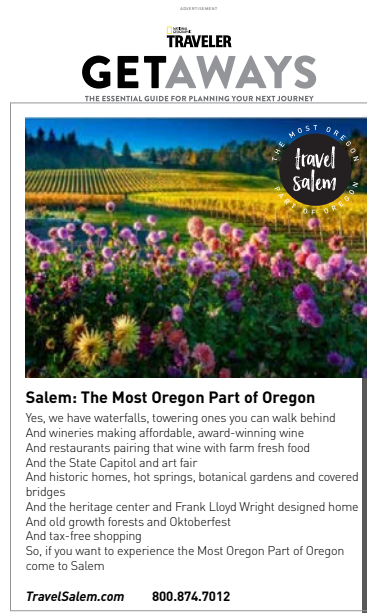 ADVERTISEMENT
NATIONAL
GEOGRAPHIC
TRAVELER
GETAWAYS
THE ESSENTIAL GUIDE FOR PLANNING YOUR NEXT JOURNEY
THE MOST OREGON
travel
salem
PART OF OREGON
Salem: The Most Oregon Part of Oregon
Yes, we have waterfalls, towering ones you can walk behind
And wineries making affordable, award-winning wine
And restaurants pairing that wine with farm fresh food
And the State Capitol and art fair
And historic homes, hot springs, botanical gardens and covered
bridges
And the heritage center and Frank Lloyd Wright designed home
And old growth forests and Oktoberfest
And tax-free shopping
So, if you want to experience the Most Oregon Part of Oregon
come to Salem
TravelSalem.com 800.874.7012